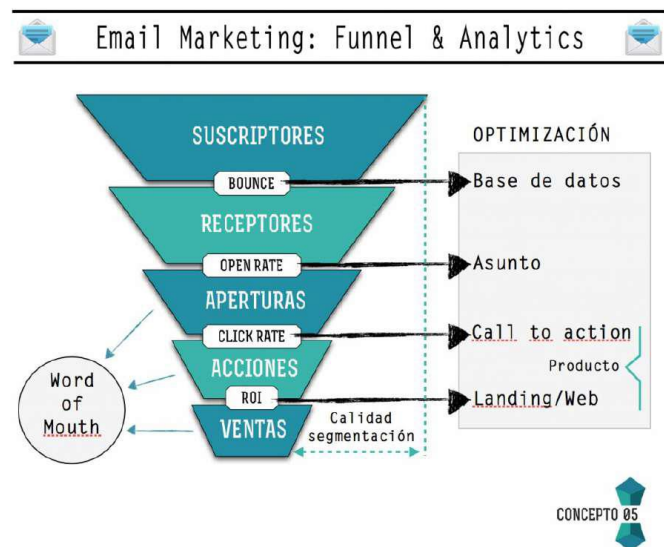 Email Marketing: Funnel & Analytics
SUSCRIPTORES
BOUNCE
RECEPTORES
OPEN RATE
APERTURAS
CLICK RATE
ACCIONES
ROI
VENTAS
Word
of
Mouth
Calidad
segmentación
OPTIMIZACIÓN
Base de datos
Asunto
Call to action
Producto
Landing/Web
CONCEPTO 05